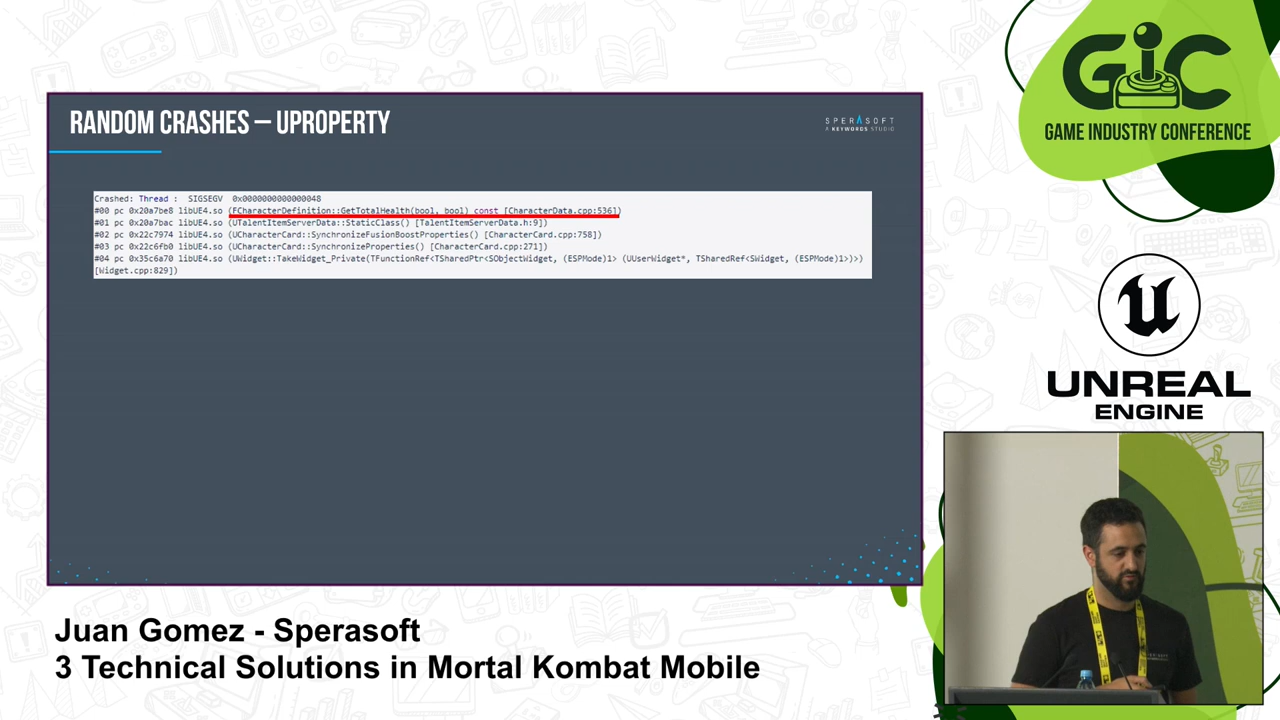 RANDOM CRASHES – UPROPERTY
SPERASOFT
A KEYWORDS STUDIO
Crashed: Thread : SIGSEGV 0x0000000000000048
#00 pc 0x20a7be8 libUE4.so (FCharacterDefinition::GetTotalHealth(bool, bool) const [CharacterData.cpp:5361)
#01 pc 0x20a7bac libUE4.so (UTalentItemServerData::StaticClass() [TalentItemServerData.h:9])
#02 pc 0x22c7974 libUE4.so (UCharacterCard::SynchronizeFusionBoostProperties() [CharacterCard.cpp:758])
#03 pc 0x22c6fb0 libUE4.so (UCharacterCard::SynchronizeProperties() [CharacterCard.cpp:271])
#04 pc 0x35c6a70 libUE4.so (UWidget::TakeWidget_Private(TFunctionRef<TSharedPtr<SObjectWidget, (ESPMode)1> (UUserWidget*, TSharedRef<SWidget, (ESPMode)1>)>)
[Widget.cpp:829])
GIC
GAME INDUSTRY CONFERENCE
UNREAL
ENGINE
Juan Gomez - Sperasoft
3 Technical Solutions in Mortal Kombat Mobile